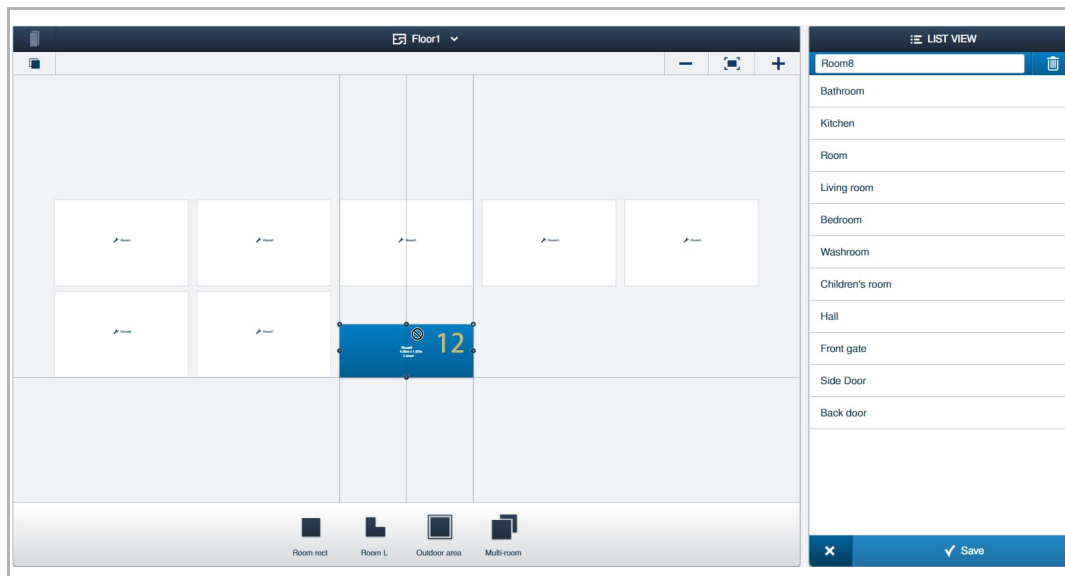 Floor1
LIST VIEW
Room8
Bathroom
Kitchen
Room
Living room
Bedroom
Washroom
Children's room
Hall
Front gate
Side Door
Back door
12
Room rect
Room L
Outdoor area
Multi-room
Save